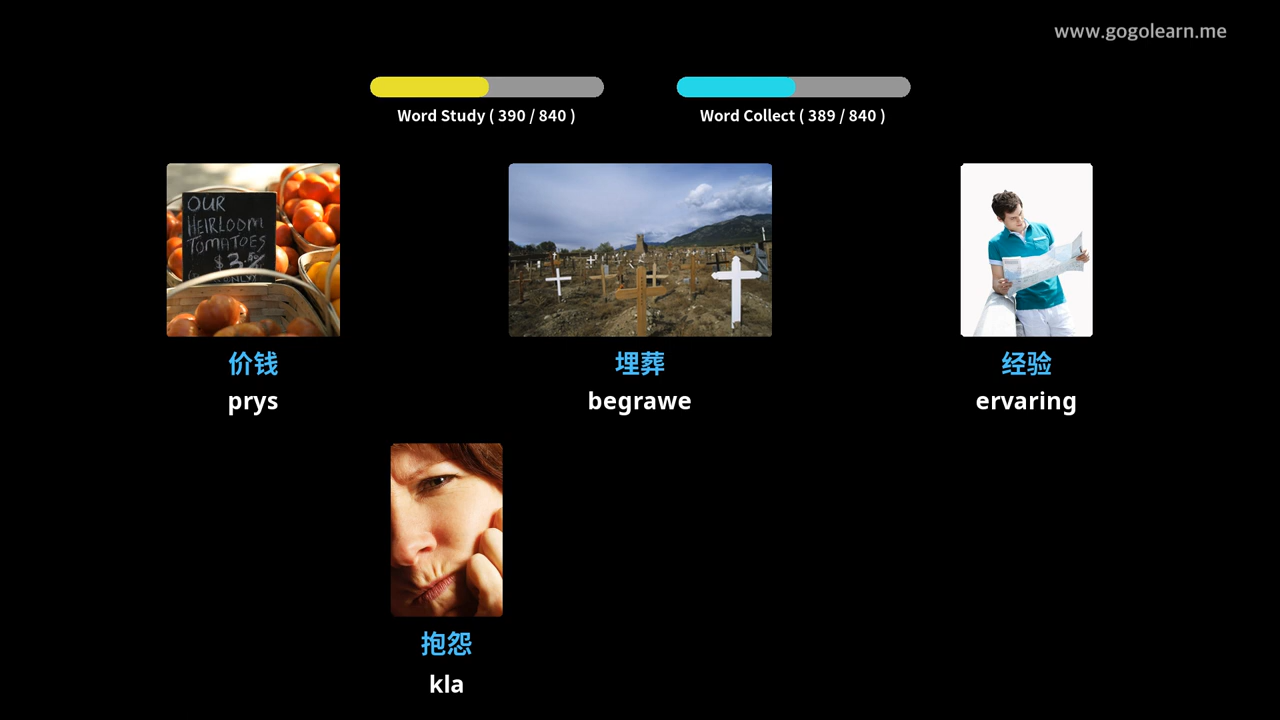 www.gogolearn.me
Word Study ( 390 / 840 )
Word Collect ( 389 / 840 )
OUR
HEIRLOOM
TOMATOES
价钱
prys
埋葬
begrawe
经验
ervaring
抱怨
kla